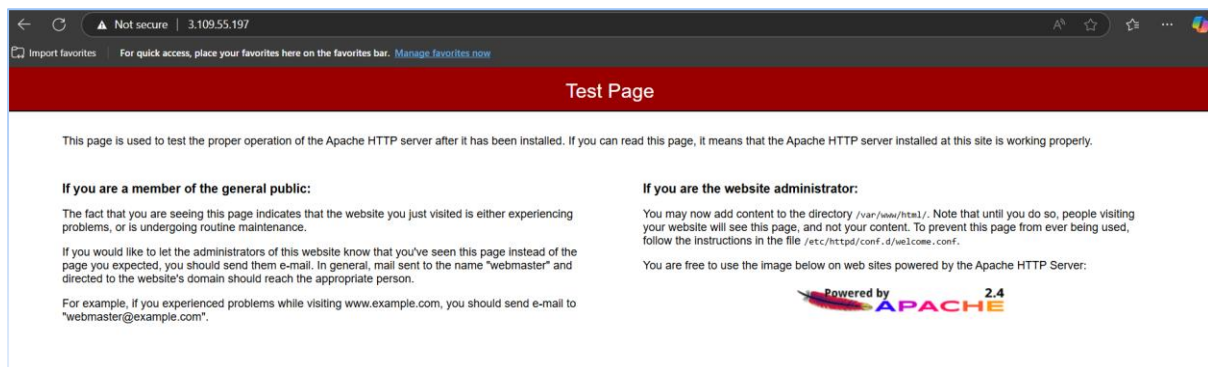 Not secure 3.109.55.197
Import favorites For quick access, place your favorites here on the favorites bar. Manage favorites now
Test Page
This page is used to test the proper operation of the Apache HTTP server after it has been installed. If you can read this page, it means that the Apache HTTP server installed at this site is working properly.
If you are a member of the general public:
The fact that you are seeing this page indicates that the website you just visited is either experiencing
problems, or is undergoing routine maintenance.
If you would like to let the administrators of this website know that you've seen this page instead of the
page you expected, you should send them e-mail. In general, mail sent to the name "webmaster" and
directed to the website's domain should reach the appropriate person.
For example, if you experienced problems while visiting www.example.com, you should send e-mail to
"webmaster@example.com".
If you are the website administrator:
You may now add content to the directory /var/www/html/. Note that until you do so, people visiting
your website will see this page, and not your content. To prevent this page from ever being used,
follow the instructions in the file /etc/httpd/conf.d/welcome.conf.
You are free to use the image below on web sites powered by the Apache HTTP Server:
Powered by 2.4
APACHE